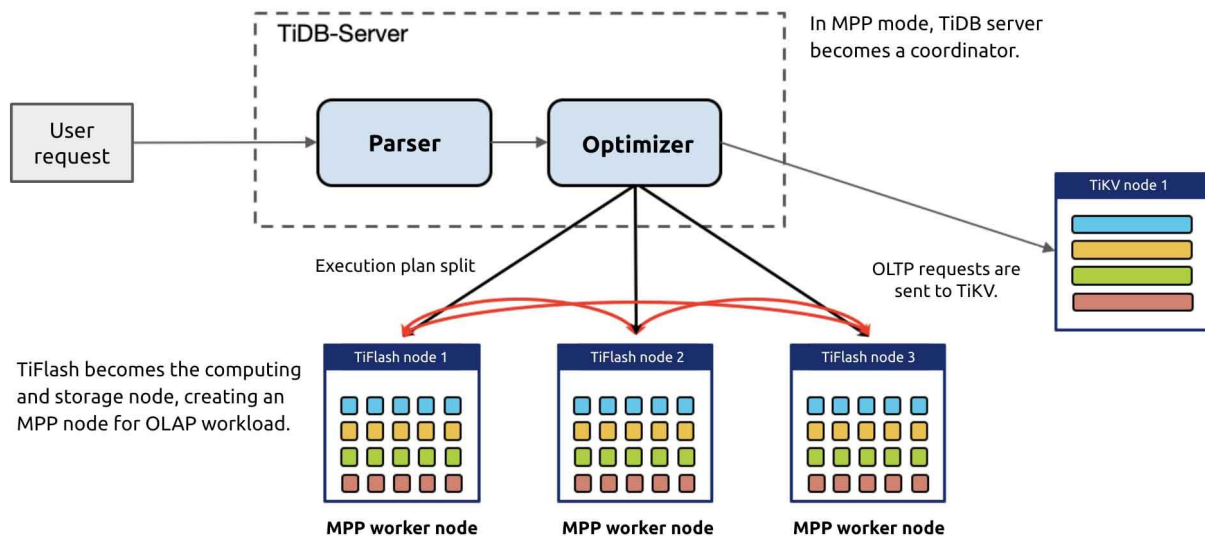 TiDB-Server
In MPP mode, TiDB server
becomes a coordinator.
User
request
Parser
Optimizer
TiKV node 1
Execution plan split
OLTP requests are
sent to TiKV.
TiFlash becomes the computing
and storage node, creating an
MPP node for OLAP workload.
TiFlash node 1
TiFlash node 2
TiFlash node 3
MPP worker node
MPP worker node
MPP worker node